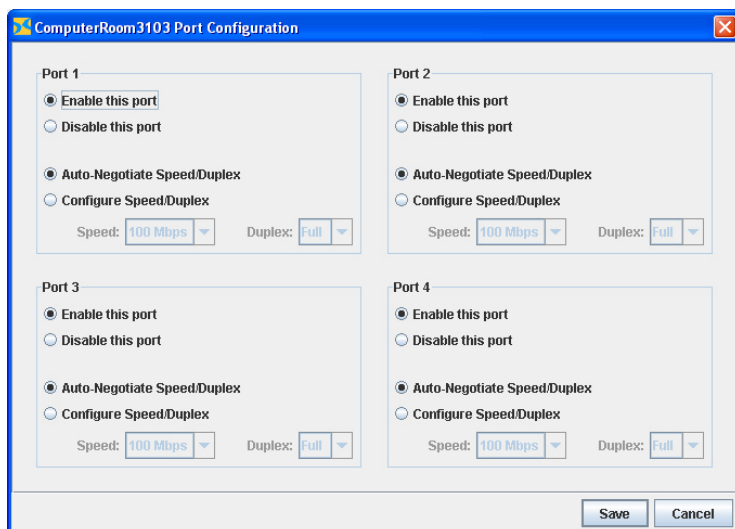 ComputerRoom3103 Port Configuration
Port 1
Enable this port
Disable this port
Auto-Negotiate Speed/Duplex
Configure Speed/Duplex
Speed: 100 Mbps Duplex: Full
Port 2
Enable this port
Disable this port
Auto-Negotiate Speed/Duplex
Configure Speed/Duplex
Speed: 100 Mbps Duplex: Full
Port 3
Enable this port
Disable this port
Auto-Negotiate Speed/Duplex
Configure Speed/Duplex
Speed: 100 Mbps Duplex: Full
Port 4
Enable this port
Disable this port
Auto-Negotiate Speed/Duplex
Configure Speed/Duplex
Speed: 100 Mbps Duplex: Full
Save Cancel